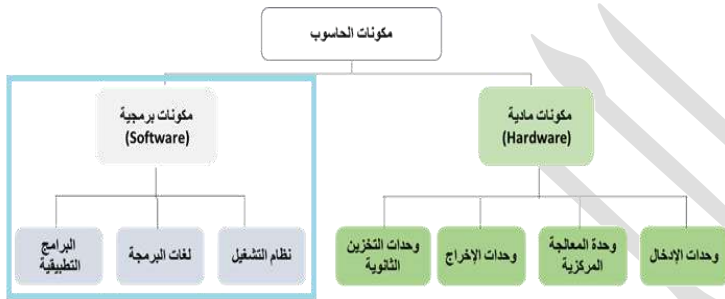 مكونات الحاسوب
مكونات مادية
(Hardware)
مكونات برمجية
(Software)
وحدات الإدخال
وحدة المعالجة
المركزية
وحدات الإخراج
وحدات التخزين
الثانوية
نظام التشغيل
لغات البرمجة
البرامج
التطبيقية